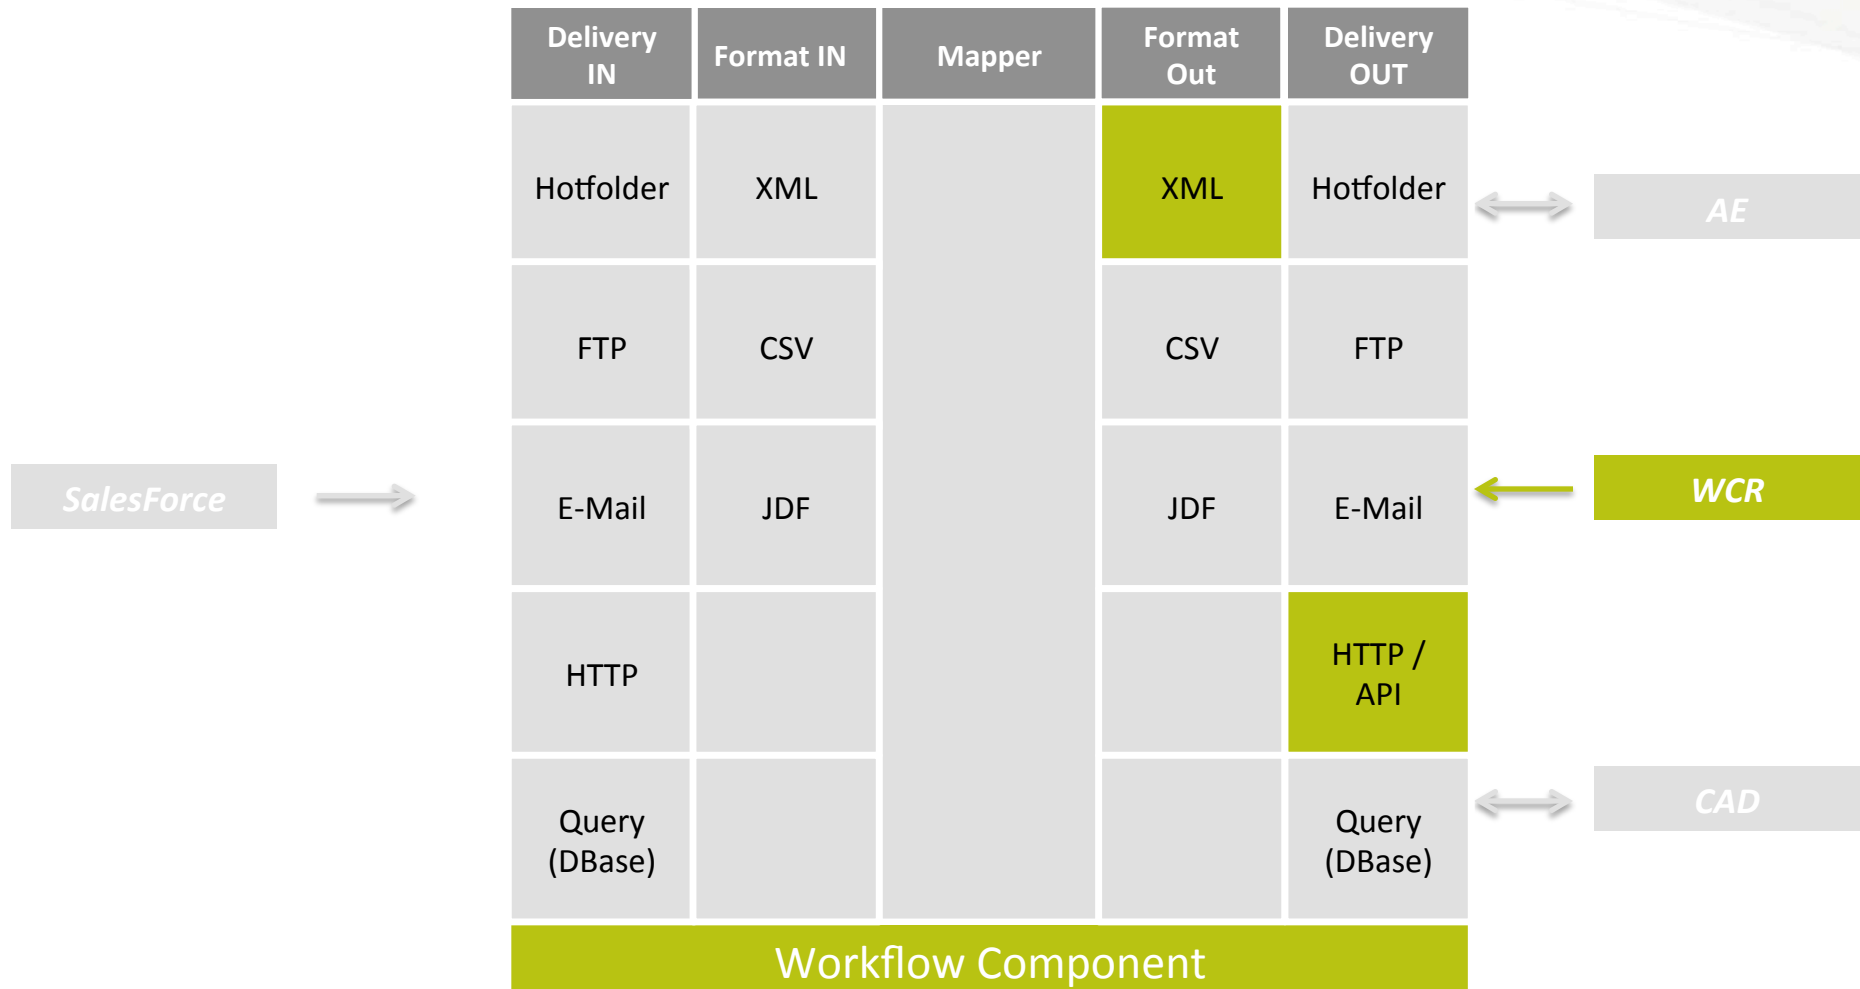 Delivery
IN
Format IN
Mapper
Format
Out
Delivery
OUT
Hotfolder
XML
XML
Hotfolder
AE
FTP
CSV
CSV
FTP
SalesForce
E-Mail
JDF
JDF
E-Mail
WCR
HTTP
HTTP /
API
Query
(DBase)
Query
(DBase)
CAD
Workflow Component